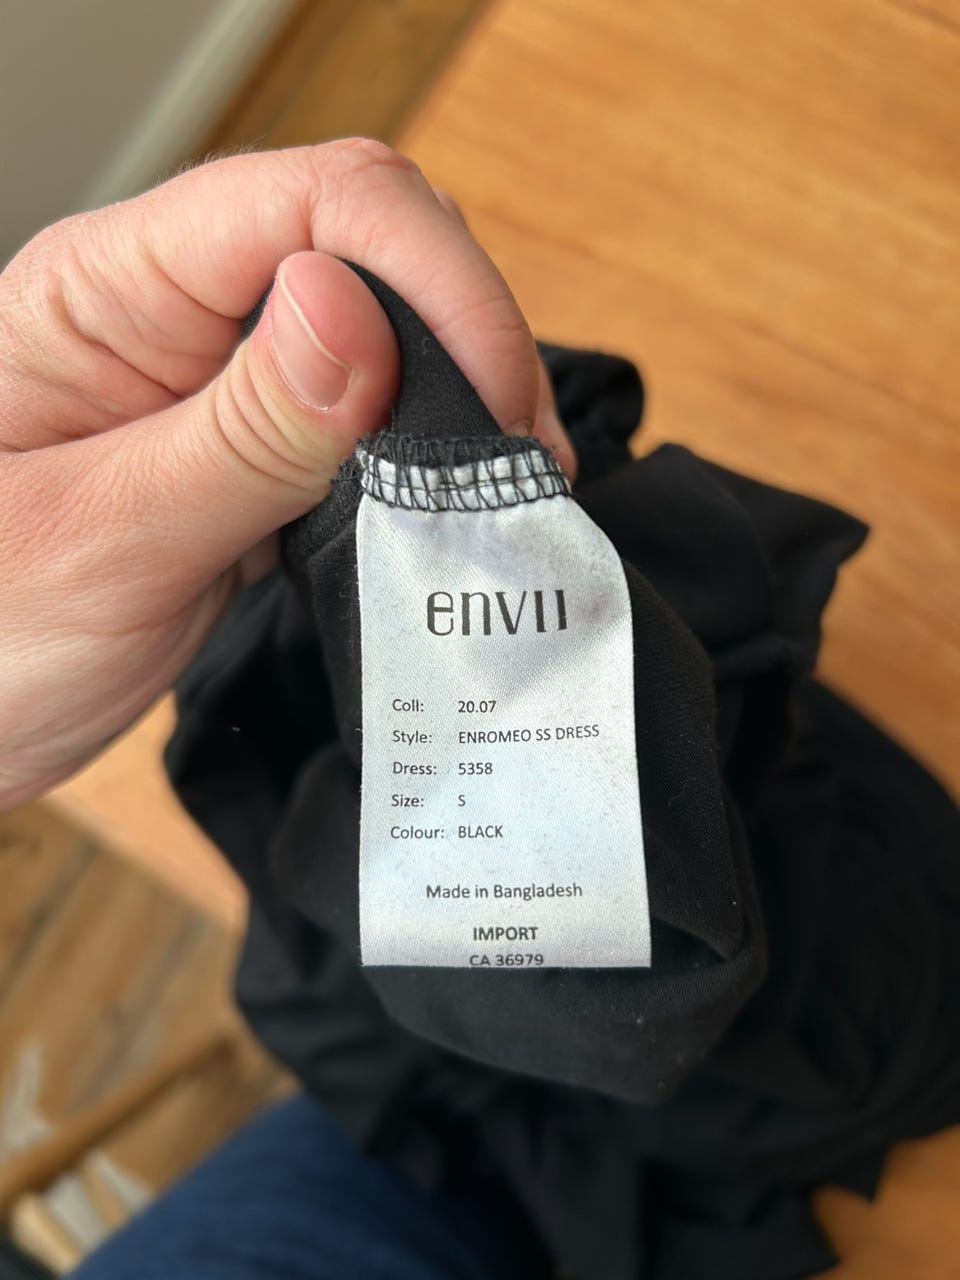 envii
Coll: 20.07
Style: ENROMEO SS DRESS
Dress: 5358
Size: S
Colour: BLACK
Made in Bangladesh
IMPORT
CA 36979